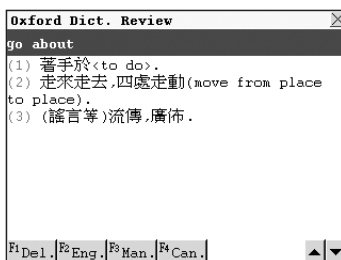 Oxford Dict. Review
go about
(1) 著手於<to do>.
(2) 走來走去,四處走動(move from place
to place).
(3) (謠言等)流傳,廣佈.
F1Del. F2Eng. F3Man. F4Can.